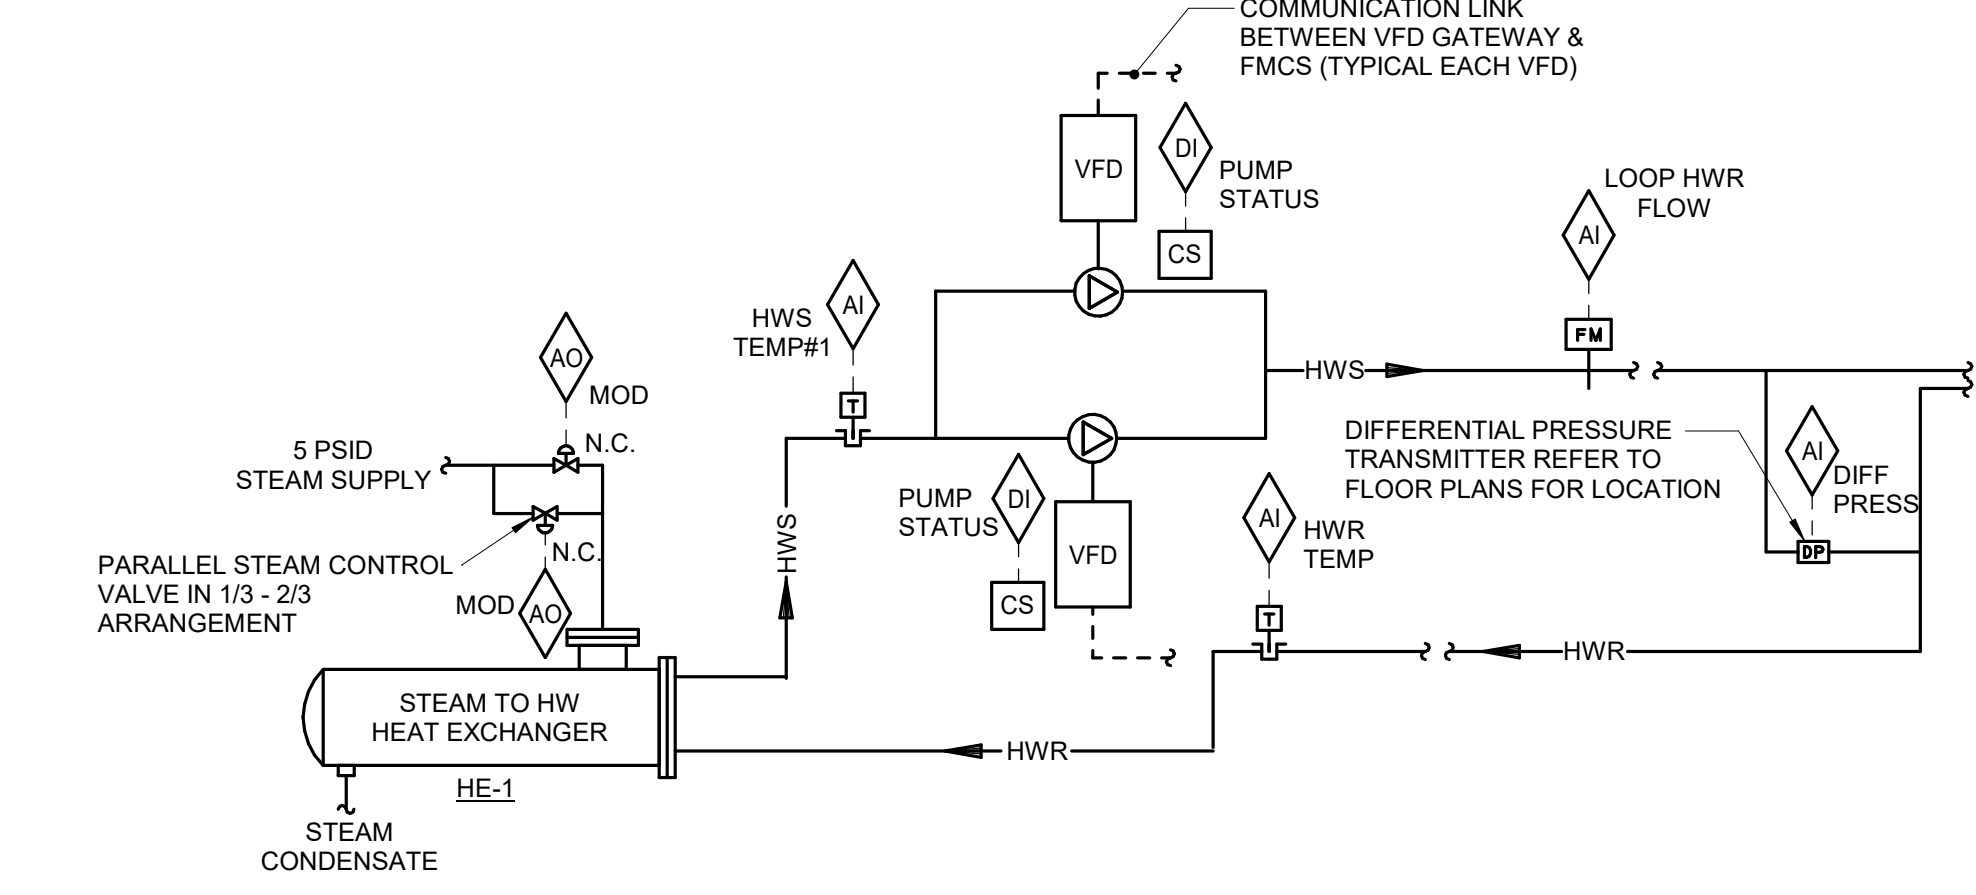 COMMUNICATION LINK
BETWEEN VFD GATEWAY &
FMCS (TYPICAL EACH VFD)
VFD
DI
PUMP
STATUS
CS
LOOP HWR
FLOW
AI
FM
HWS
TEMP#1
AI
T
AO
MOD
N.C.
5 PSID
STEAM SUPPLY
N.C.
PARALLEL STEAM CONTROL
VALVE IN 1/3 - 2/3
ARRANGEMENT
MOD
AO
HWS
HWS
DIFFERENTIAL PRESSURE
TRANSMITTER REFER TO
FLOOR PLANS FOR LOCATION
AI
DIFF
PRESS
DP
PUMP
STATUS
DI
CS
VFD
AI
HWR
TEMP
T
HWR
STEAM TO HW
HEAT EXCHANGER
HWR
HE-1
STEAM
CONDENSATE